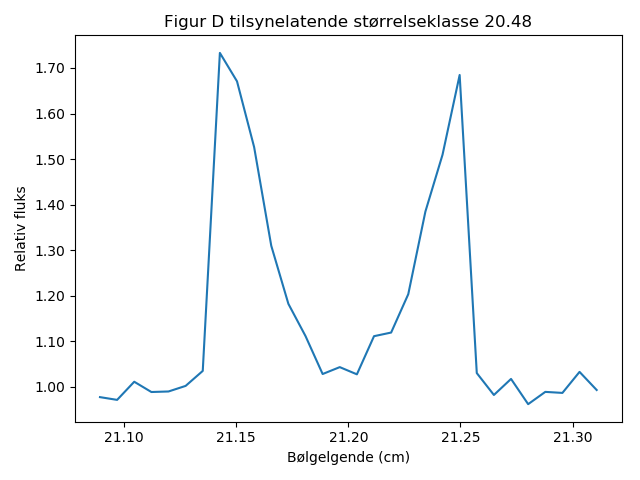 Figur D tilsynelatende størrelseklasse 20.48
1.70
1.60
1.50
1.40
1.30
1.20
1.10
1.00
Relativ fluks
21.10 21.15 21.20 21.25 21.30
Bølgelgende (cm)